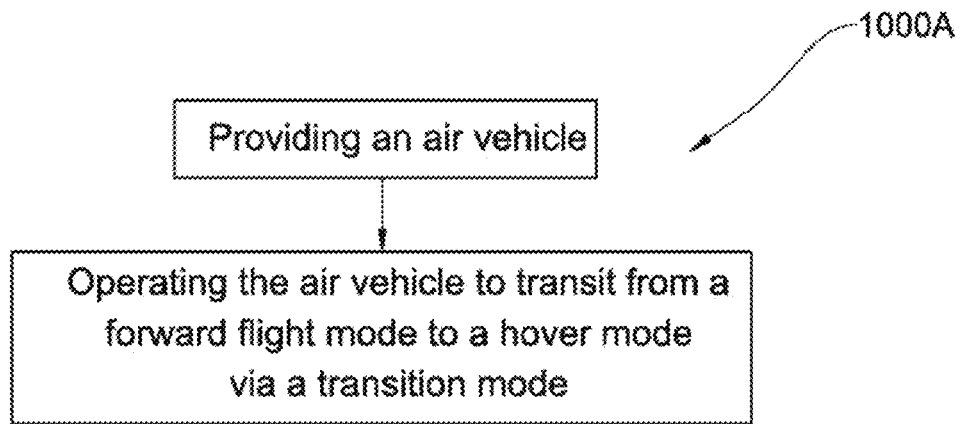 1000A
Providing an air vehicle
Operating the air vehicle to transit from a
forward flight mode to a hover mode
via a transition mode